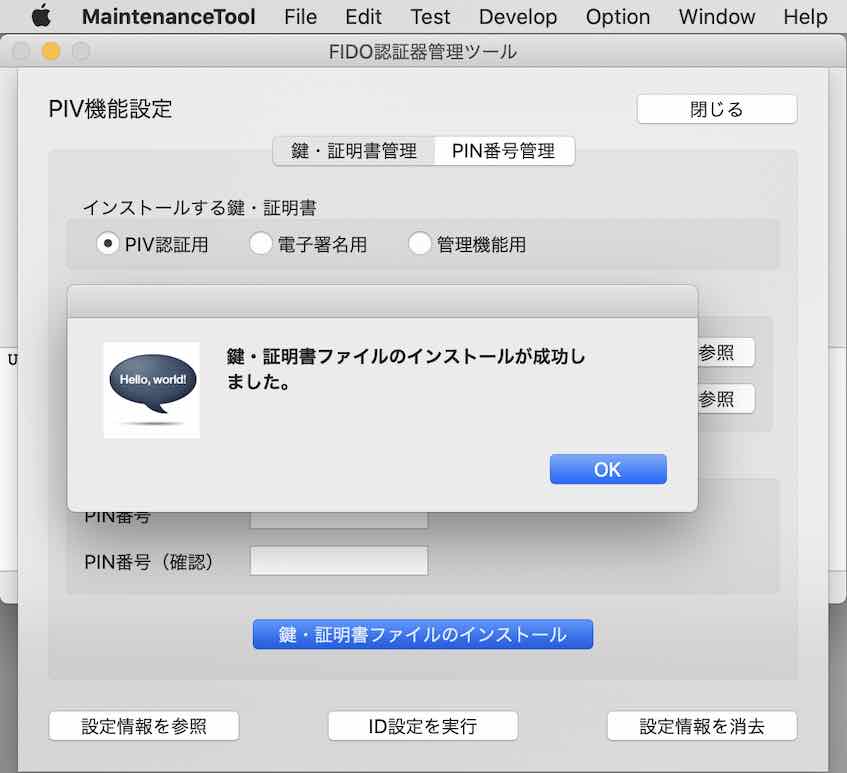 MaintenanceTool File Edit Test Develop Option Window Help
FIDO認証器管理ツール
PIV機能設定 閉じる
鍵・証明書管理 PIN番号管理
インストールする鍵・証明書
PIV認証用 電子署名用 管理機能用
U
Hello, world!
鍵・証明書ファイルのインストールが成功し
ました。
参照
参照
OK
PIN番号
PIN番号（確認）
鍵・証明書ファイルのインストール
設定情報を参照 ID設定を実行 設定情報を消去